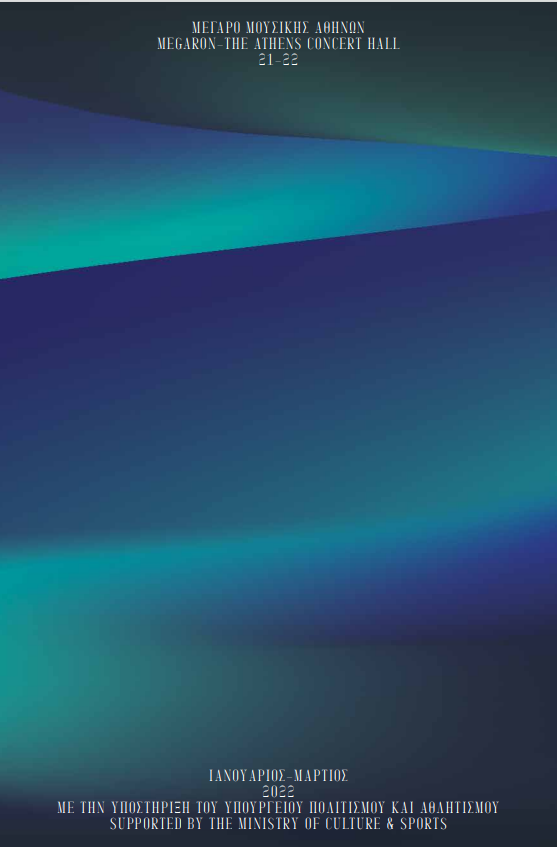 ΜΕΓΑΡΟ ΜΟΥΣΙΚΗΣ ΑΘΗΝΩΝ
MEGARON–THE ATHENS CONCERT HALL
21–22
ΙΑΝΟΥΑΡΙΟΣ–ΜΑΡΤΙΟΣ
2022
ΜΕ ΤΗΝ ΥΠΟΣΤΗΡΙΞΗ ΤΟΥ ΥΠΟΥΡΓΕΙΟΥ ΠΟΛΙΤΙΣΜΟΥ ΚΑΙ ΑΘΛΗΤΙΣΜΟΥ
SUPPORTED BY THE MINISTRY OF CULTURE & SPORTS